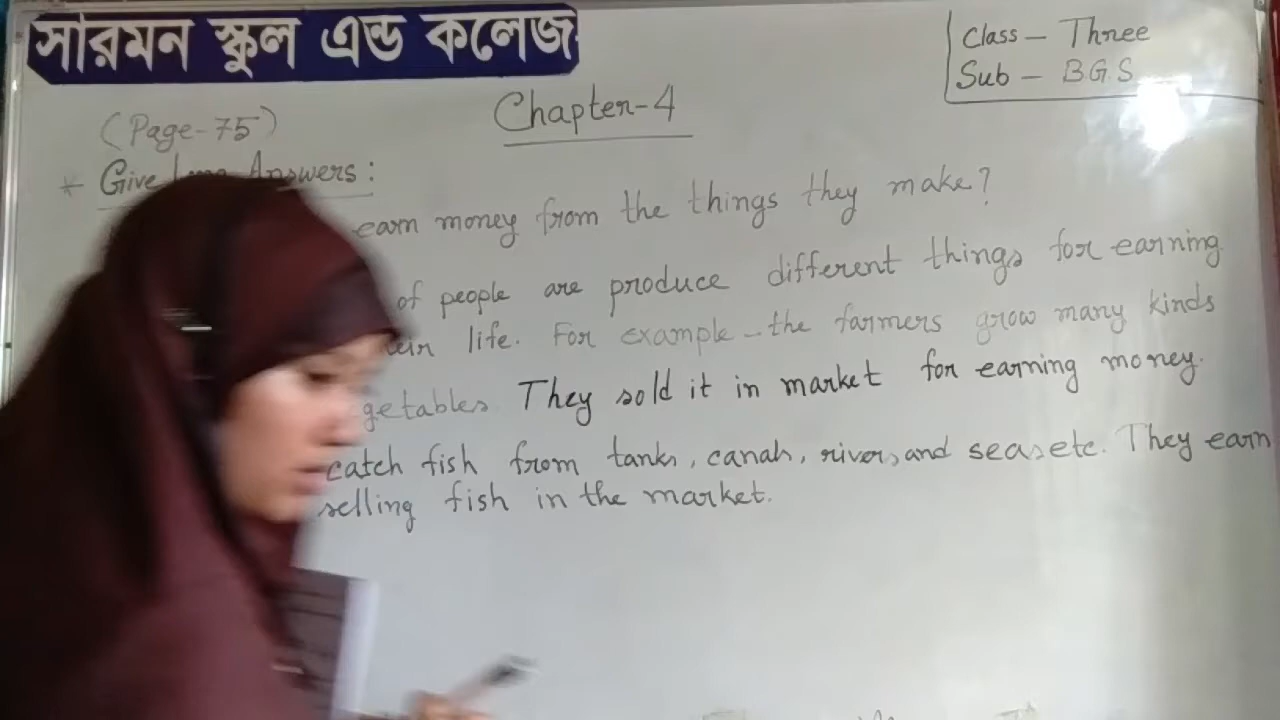 সারমন স্কুল এন্ড কলেজ
Class - Three
Sub - B.G.S
Chapter-4
(Page-75)
* Give Answers:
earn money from the things they make?
of people are produce different things for earning
life. For example - the farmers grow many kinds
They sold it in market for earning money.
catch fish from tanks, canals, rivers, and seas etc. They earn
selling fish in the market.